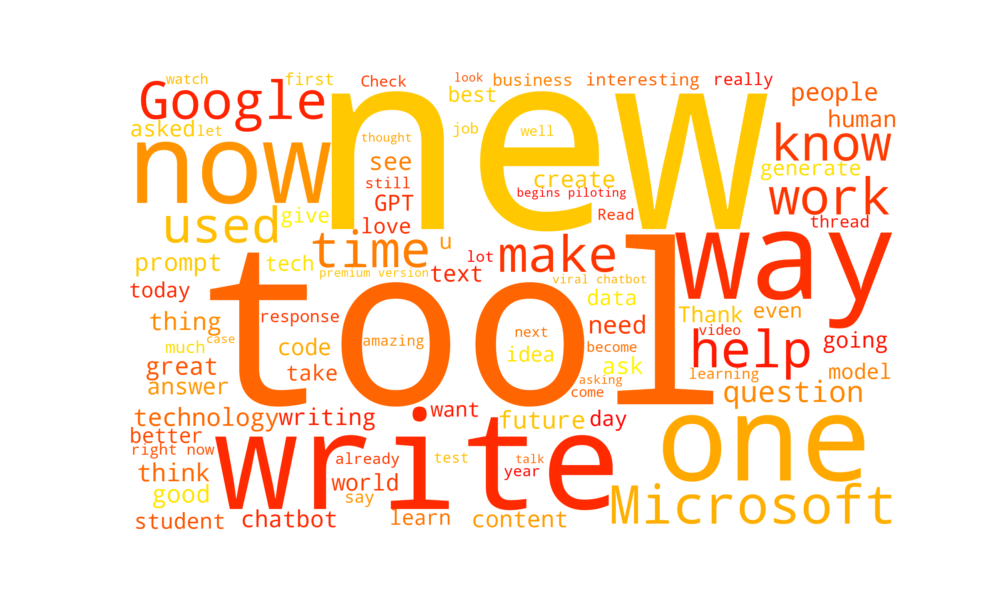 watch
first
Check
look
business
interesting
really
Google
new
best
people
asked
let
thought
job
well
human
now
see
know
still
create
generate
begins piloting
GPT
work
used
give
love
Read
thread
time
u
make
way
prompt
tech
premium version
text
lot
viral chatbot
today
tool
data
Thank
even
thing
response
need
video
going
much
case
code
amazing
next
idea
become
help
great
take
ask
learning
model
answer
asking
come
question
technology
writing
want
future
day
one
better
write
right now
already
test
talk
year
think
world
good
say
Microsoft
student
chatbot
learn
content